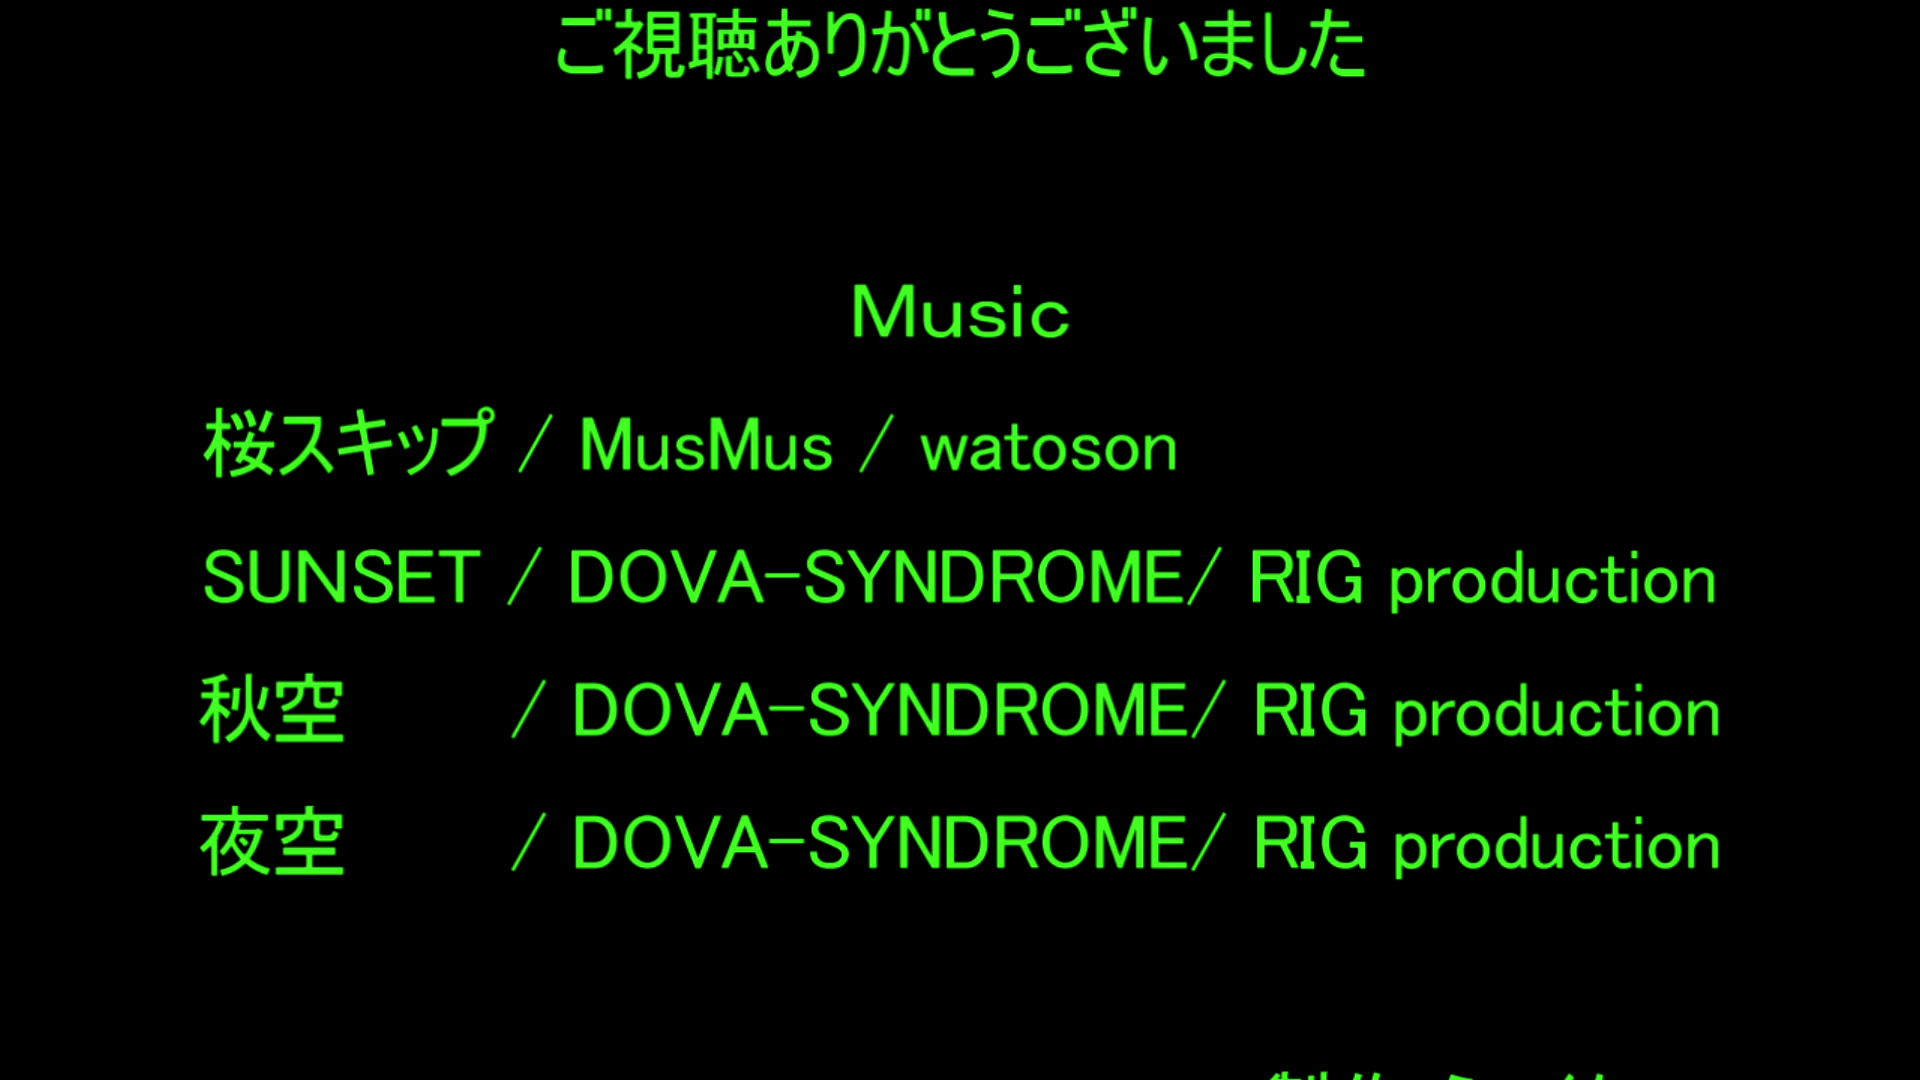 ご視聴ありがとうございました
Music
桜スキップ / MusMus / watoson
SUNSET / DOVA-SYNDROME/ RIG production
秋空 / DOVA-SYNDROME/ RIG production
夜空 / DOVA-SYNDROME/ RIG production